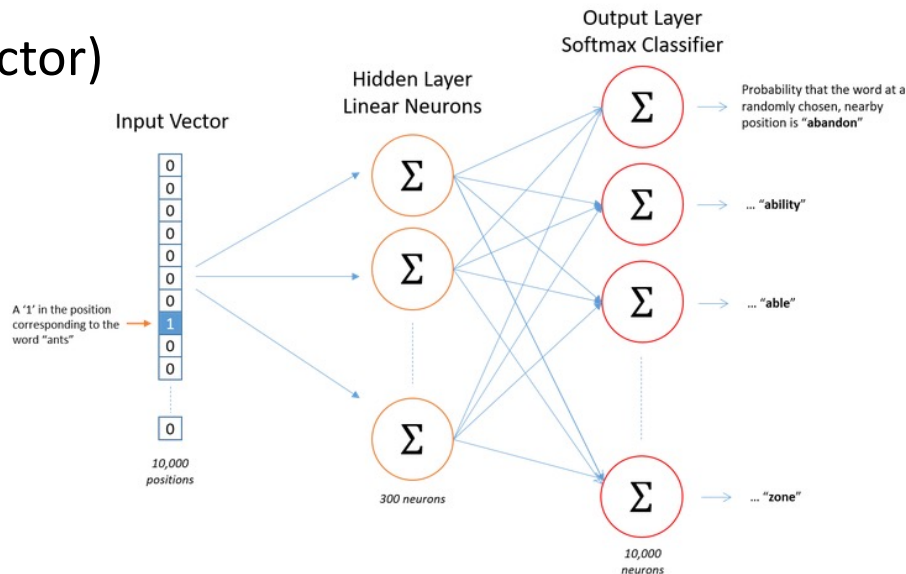 ctor)
Input Vector
0
0
0
0
0
0
0
1
0
0
0
A ‘1’ in the position
corresponding to the
word “ants”
10,000
positions
Hidden Layer
Linear Neurons
Σ
Σ
Σ
300 neurons
Output Layer
Softmax Classifier
Σ
Σ
Σ
Σ
10,000
neurons
Probability that the word at a
randomly chosen, nearby
position is “abandon”
... “ability”
... “able”
... “zone”